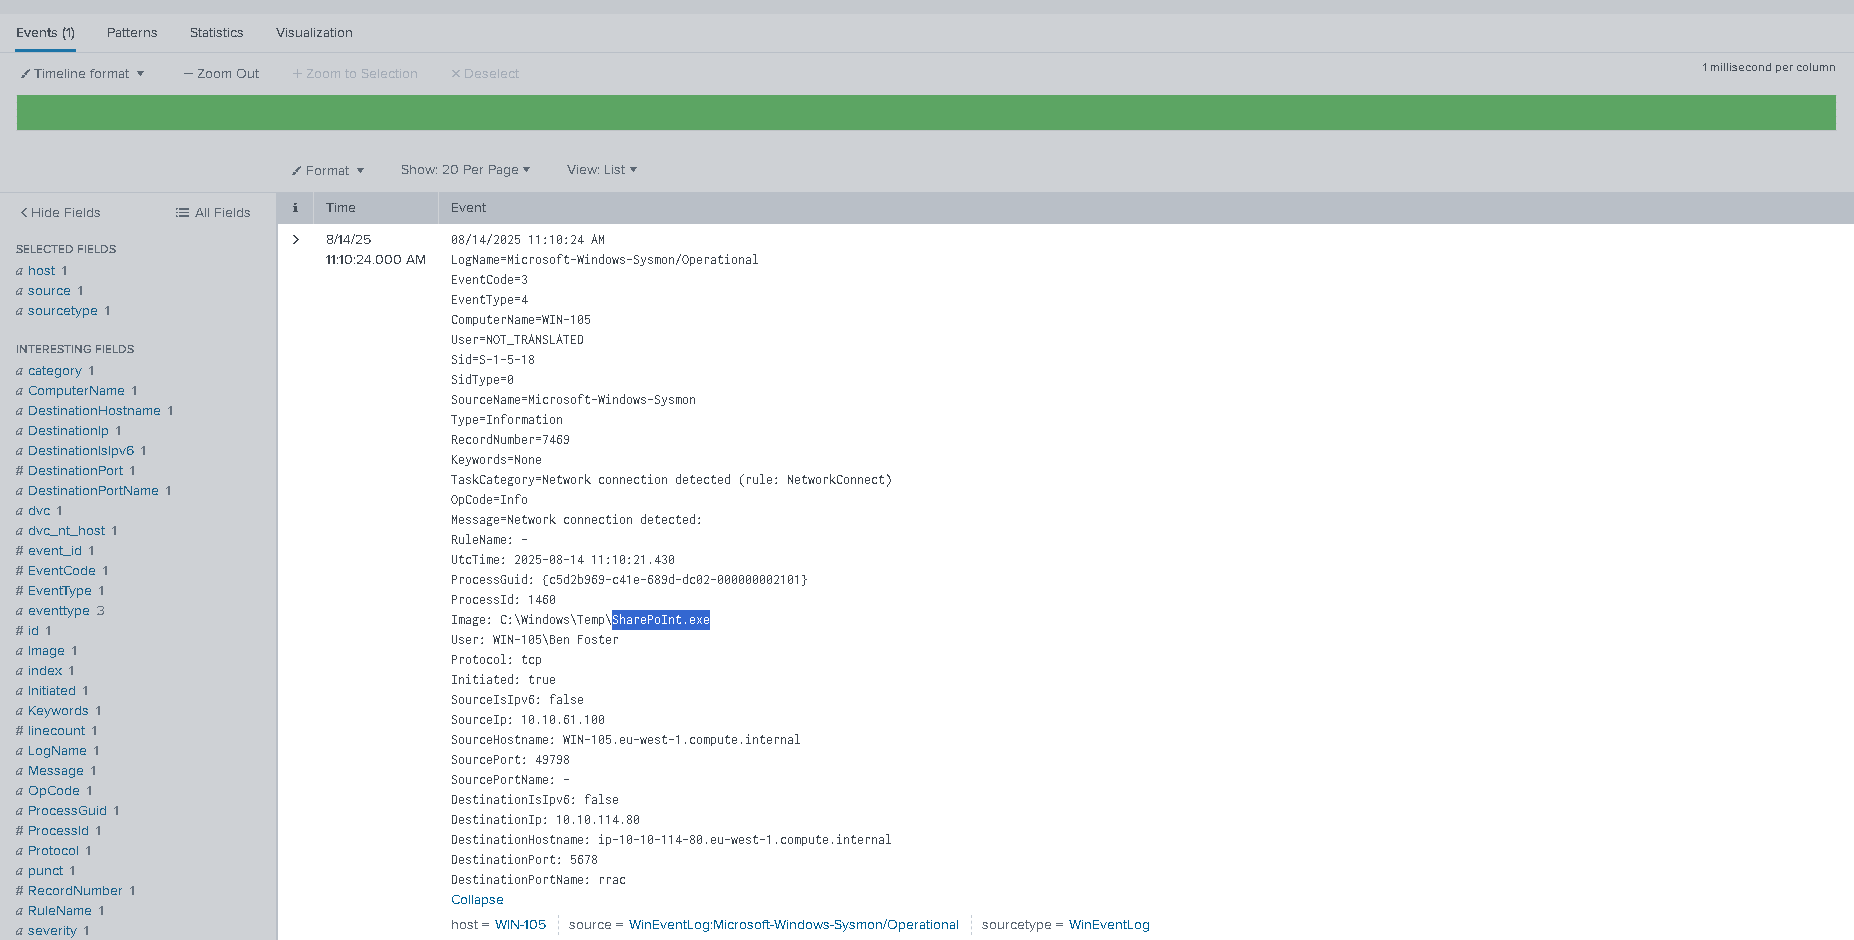 Events (1) Patterns Statistics Visualization
Timeline format — Zoom Out + Zoom to Selection × Deselect 1 millisecond per column
Format Show: 20 Per Page View: List
Hide Fields All Fields
SELECTED FIELDS
a host 1
a source 1
a sourcetype 1
INTERESTING FIELDS
a category 1
a ComputerName 1
a DestinationHostname 1
a DestinationIp 1
a DestinationIsIpv6 1
# DestinationPort 1
a DestinationPortName 1
a dvc 1
a dvc_nt_host 1
# event_id 1
# EventCode 1
# EventType 1
a eventtype 3
# id 1
a Image 1
a index 1
a Initiated 1
a Keywords 1
# linecount 1
a LogName 1
a Message 1
a OpCode 1
a ProcessGuid 1
# ProcessId 1
a Protocol 1
a punct 1
# RecordNumber 1
a RuleName 1
a severity 1
i Time Event
8/14/25
11:10:24.000 AM
08/14/2025 11:10:24 AM
LogName=Microsoft-Windows-Sysmon/Operational
EventCode=3
EventType=4
ComputerName=WIN-105
User=NOT_TRANSLATED
Sid=S-1-5-18
SidType=0
SourceName=Microsoft-Windows-Sysmon
Type=Information
RecordNumber=7469
Keywords=None
TaskCategory=Network connection detected (rule: NetworkConnect)
OpCode=Info
Message=Network connection detected:
RuleName: -
UtcTime: 2025-08-14 11:10:21.430
ProcessGuid: {c5d2b969-c41e-689d-dc02-000000002101}
ProcessId: 1460
Image: C:\Windows\Temp\SharePoInt.exe
User: WIN-105\Ben Foster
Protocol: tcp
Initiated: true
SourceIsIpv6: false
SourceIp: 10.10.61.100
SourceHostname: WIN-105.eu-west-1.compute.internal
SourcePort: 49798
SourcePortName: -
DestinationIsIpv6: false
DestinationIp: 10.10.114.80
DestinationHostname: ip-10-10-114-80.eu-west-1.compute.internal
DestinationPort: 5678
DestinationPortName: rrac
Collapse
host = WIN-105 source = WinEventLog:Microsoft-Windows-Sysmon/Operational sourcetype = WinEventLog